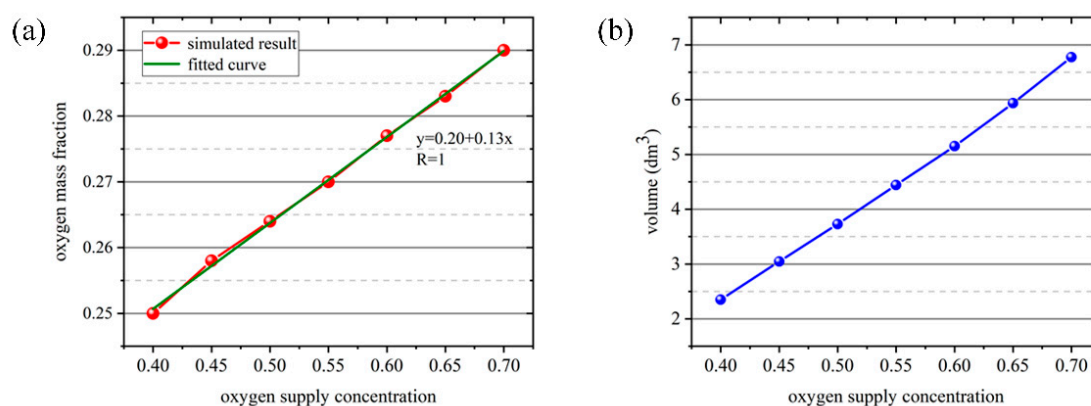 (a)
oxygen mass fraction
0.29
0.28
0.27
0.26
0.25
simulated result
fitted curve
y=0.20+0.13x
R=1
0.40 0.45 0.50 0.55 0.60 0.65 0.70
oxygen supply concentration
(b)
volume (dm³)
7
6
5
4
3
2
0.40 0.45 0.50 0.55 0.60 0.65 0.70
oxygen supply concentration